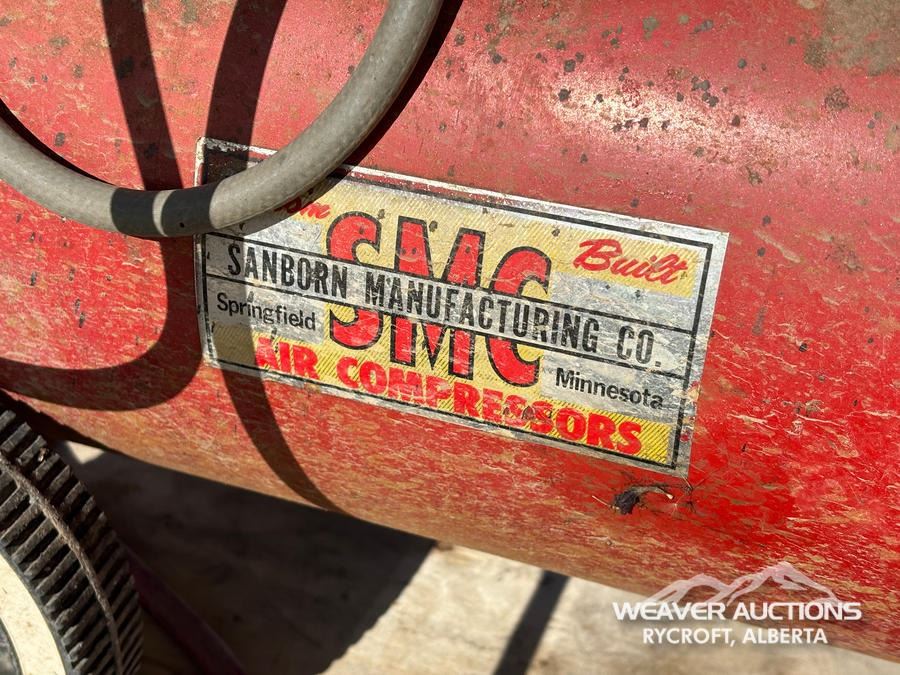 Built
SMC
SANBORN MANUFACTURING CO.
Springfield
Minnesota
AIR COMPRESSORS
WEAVER AUCTIONS
RYCROFT, ALBERTA